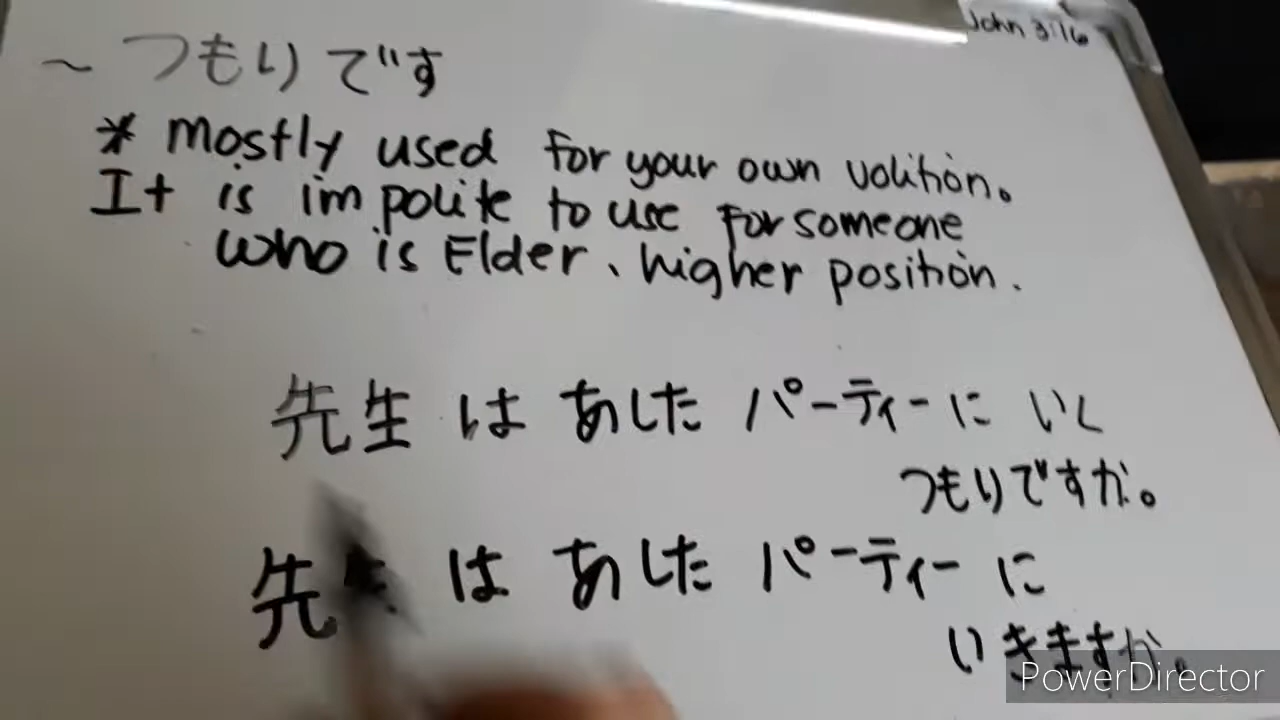 John 3:16
～つもりです
* mostly used for your own volition。
It is impolite to use for someone
who is Elder、higher position.
先生 は あした パーティーに いく
つもりですか。
先 は あした パーティーに
いきますか。
PowerDirector